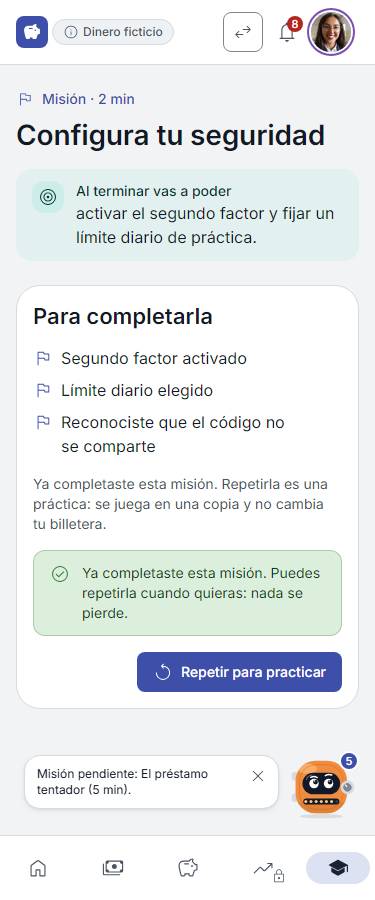 Dinero ficticio
8
Misión · 2 min
Configura tu seguridad
Al terminar vas a poder
activar el segundo factor y fijar un
límite diario de práctica.
Para completarla
Segundo factor activado
Límite diario elegido
Reconociste que el código no
se comparte
Ya completaste esta misión. Repetirla es una
práctica: se juega en una copia y no cambia
tu billetera.
Ya completaste esta misión. Puedes
repetirla cuando quieras: nada se
pierde.
Repetir para practicar
5
Misión pendiente: El préstamo
tentador (5 min).